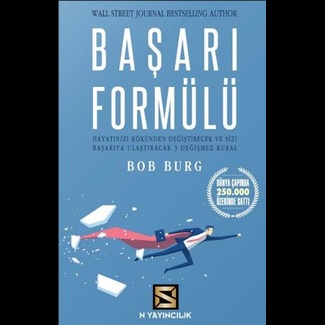 WALL STREET JOURNAL BESTSELLING AUTHOR
BAŞARI
FORMÜLÜ
HAYATINIZI KÖKÜNDEN DEĞİŞTİRECEK VE SİZİ
BAŞARIYA ULAŞTIRACAK 5 DEĞİŞMEZ KURAL
BOB BURG
DÜNYA ÇAPINDA
250.000
ÜZERİNDE SATTI
S
N YAYINCILIK